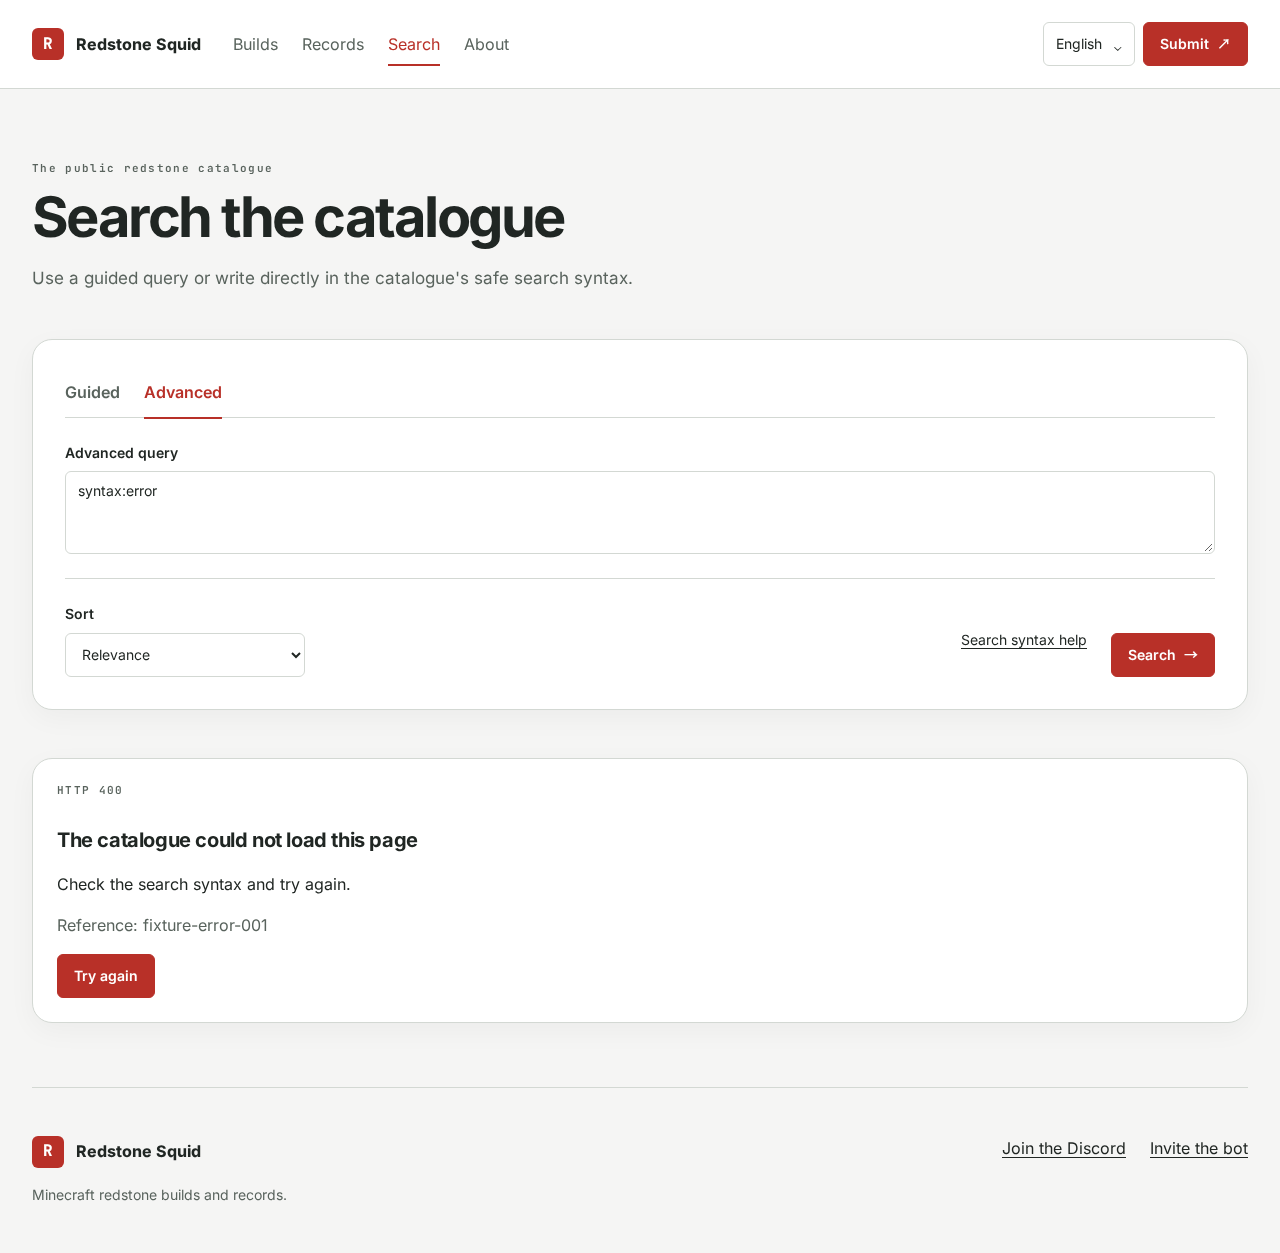 R Redstone Squid Builds Records Search About English Submit ↗
The public redstone catalogue
Search the catalogue
Use a guided query or write directly in the catalogue's safe search syntax.
Guided Advanced
Advanced query
syntax:error
Sort
Relevance Search syntax help Search →
HTTP 400
The catalogue could not load this page
Check the search syntax and try again.
Reference: fixture-error-001
Try again
R Redstone Squid Join the Discord Invite the bot
Minecraft redstone builds and records.